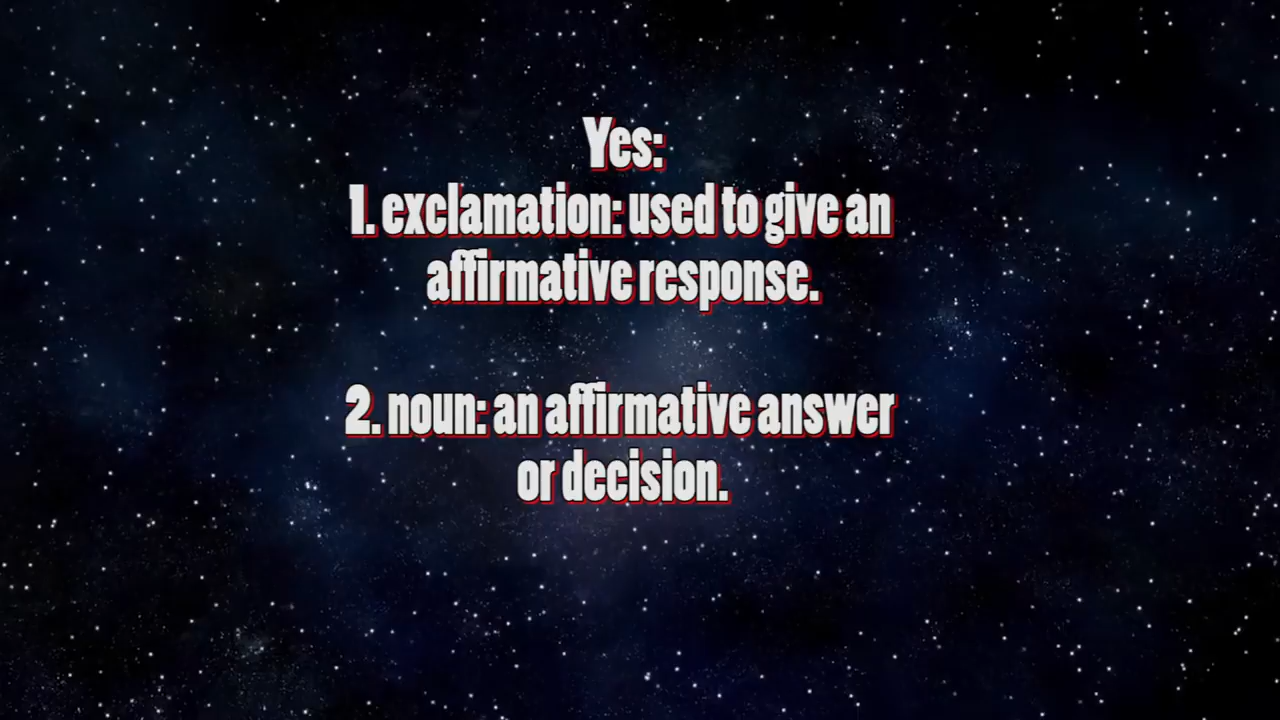 Yes:
1. exclamation: used to give an
affirmative response.
2. noun: an affirmative answer
or decision.